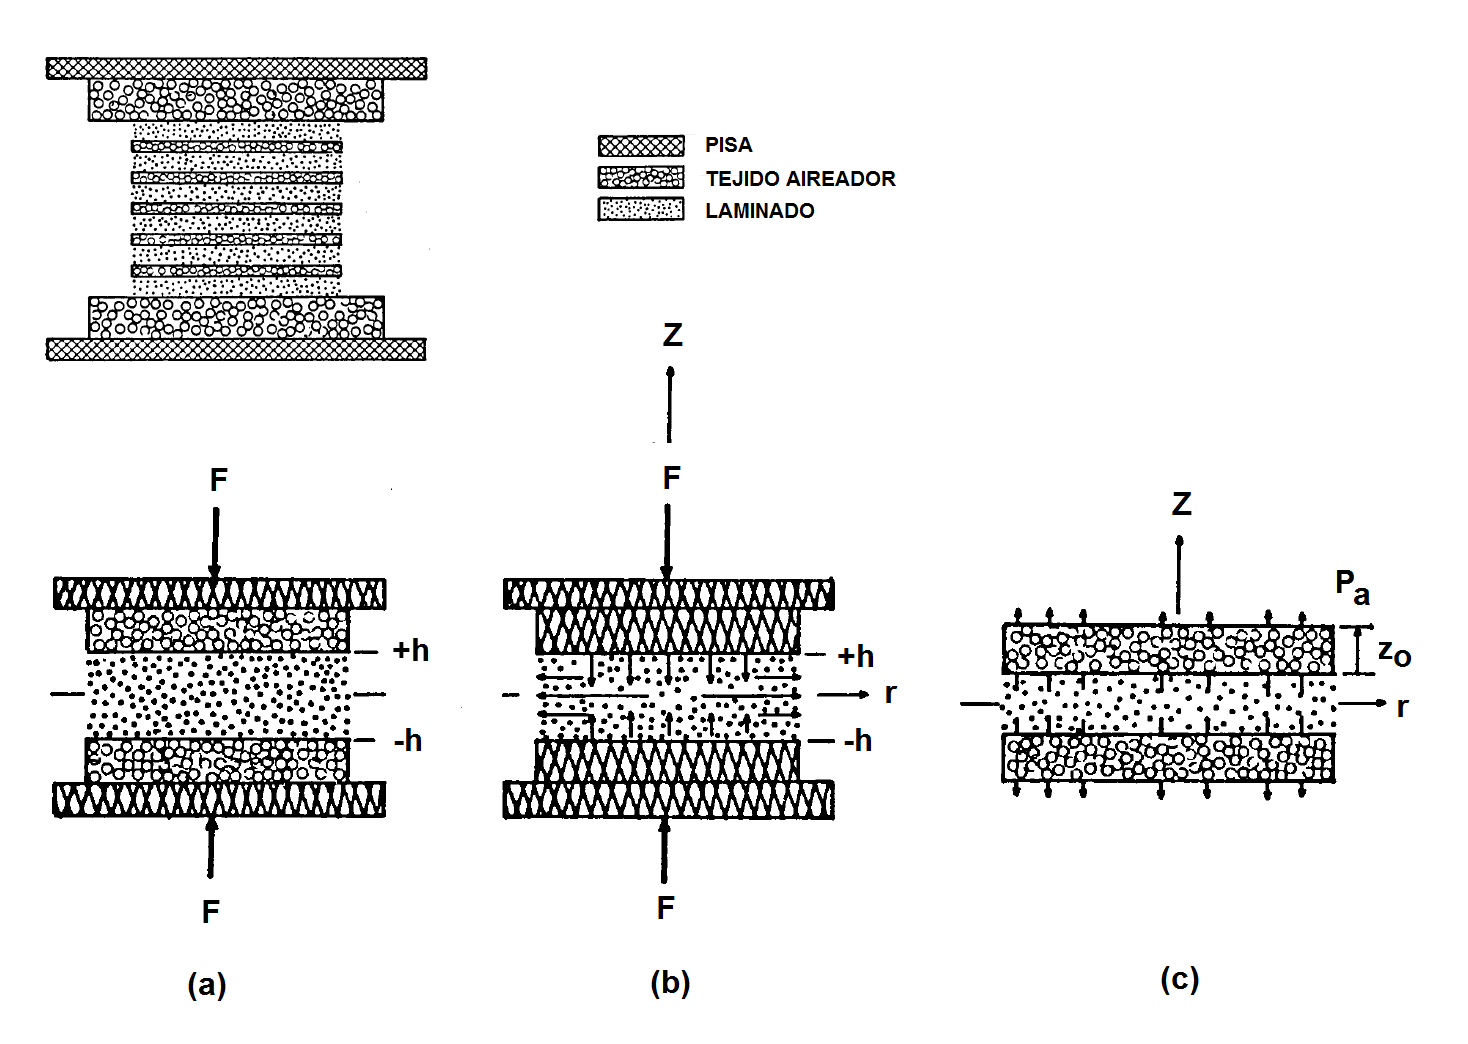 PISA
TEJIDO AIREADOR
LAMINADO
Z
F
F
Z
F
+h
-h
+h
r
-h
Pa
zo
r
F
F
(a)
(b)
(c)